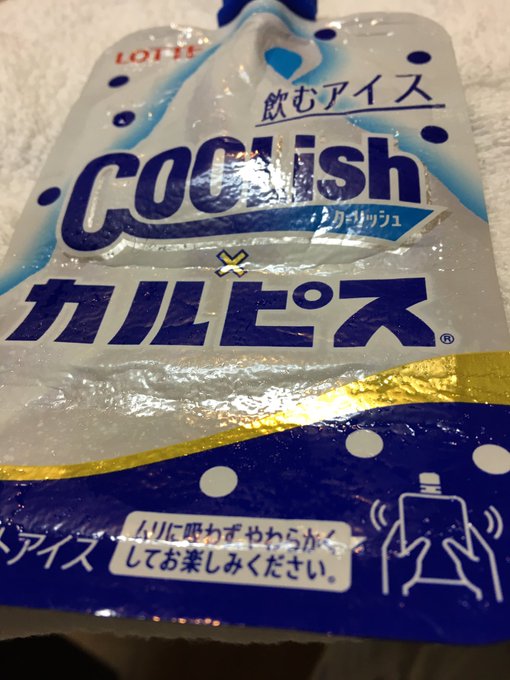 LOTTE
飲むアイス
COOLish
クーリッシュ
×
カルピス®
トアイス
ムリに吸わず、やわらかく
してお楽しみください。